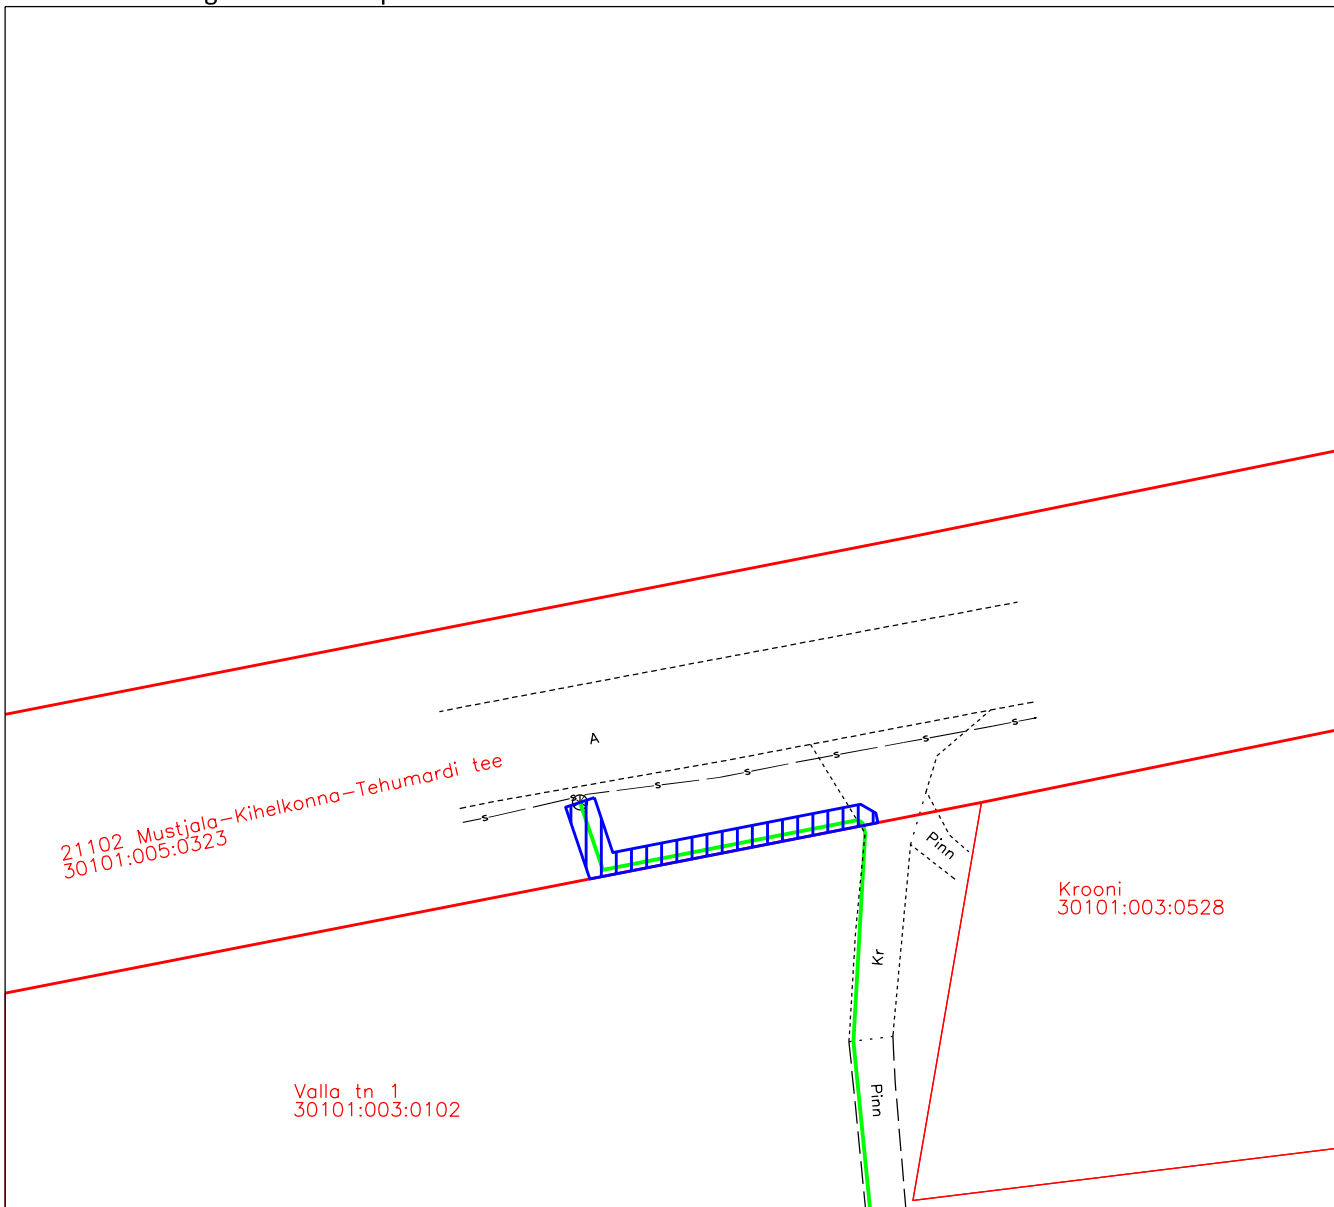 A
s
s
s
s
s
s
s
21102 Mustjala-Kihelkonna-Tehumardi tee
30101:005:0323
Pinn
Krooni
30101:003:0528
Kr
Pinn
Valla tn 1
30101:003:0102